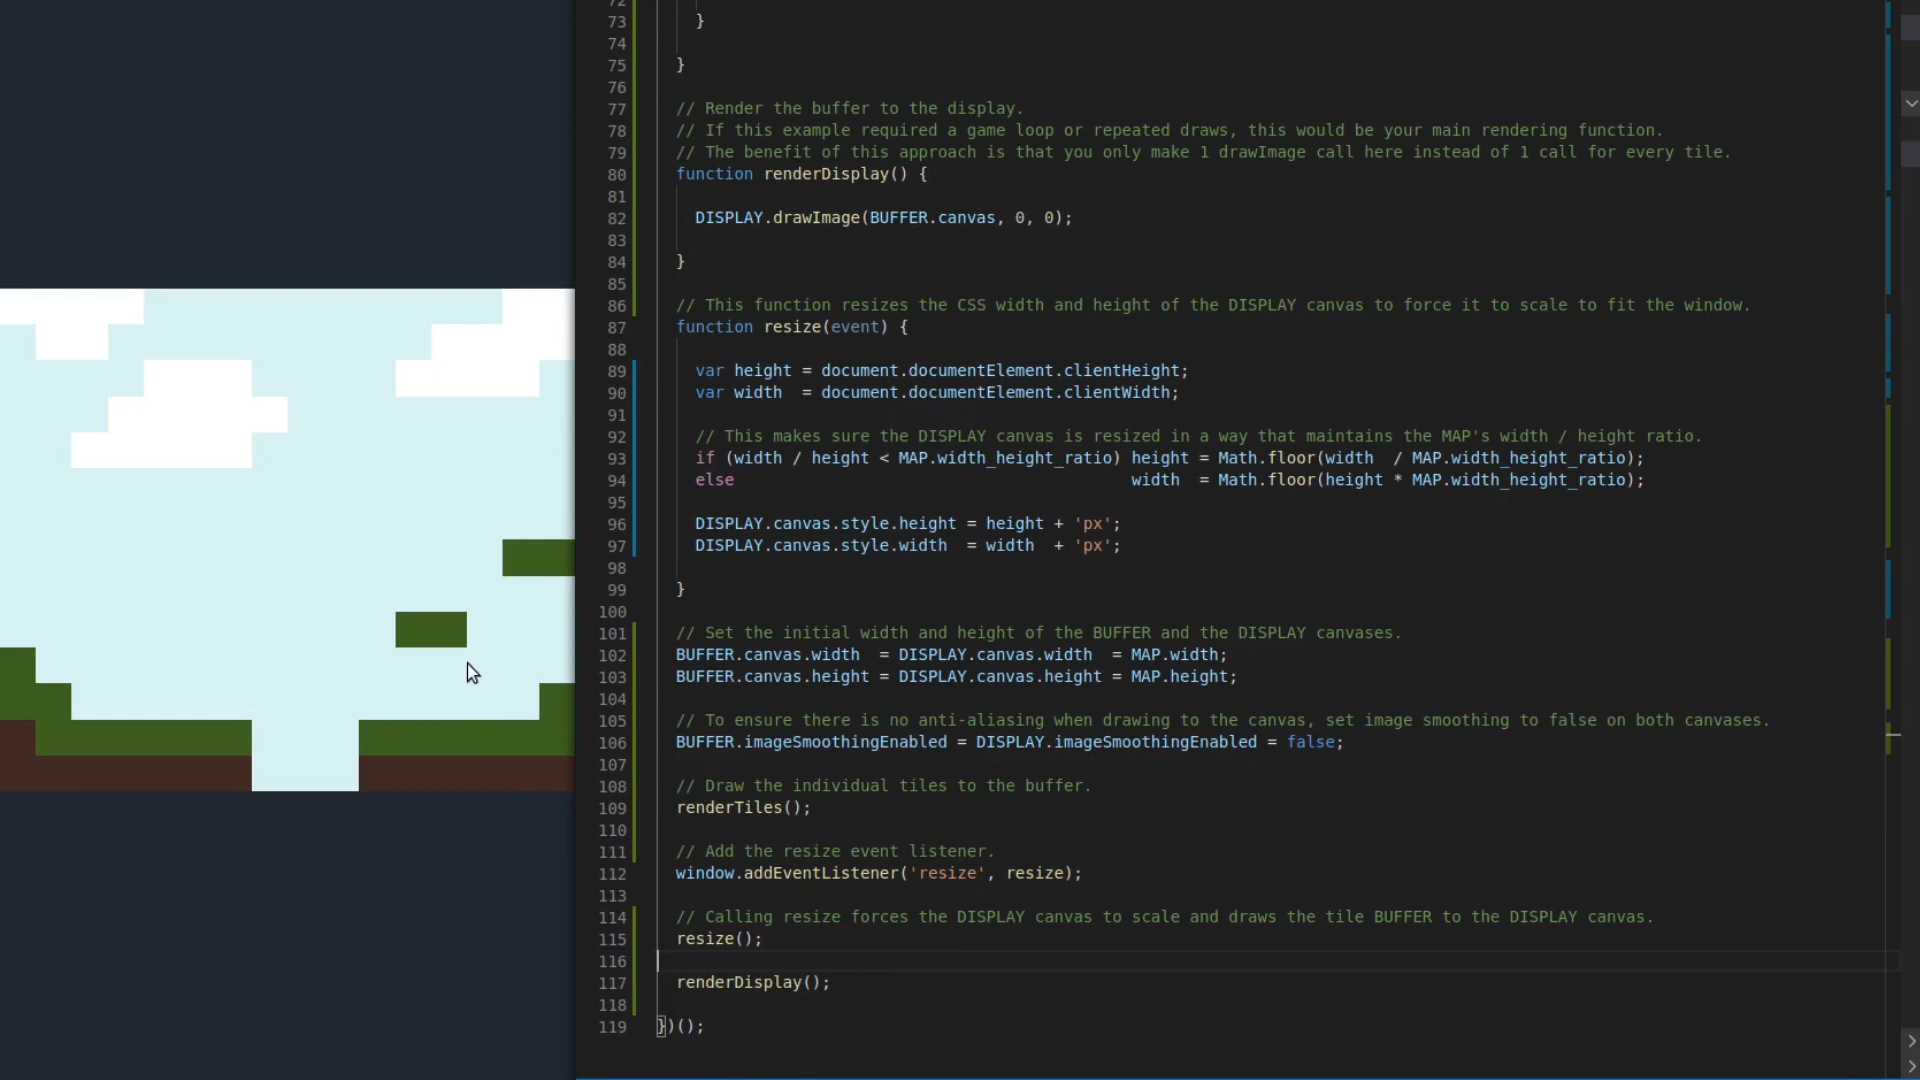 72
73 }
74
75 }
76
77 // Render the buffer to the display.
78 // If this example required a game loop or repeated draws, this would be your main rendering function.
79 // The benefit of this approach is that you only make 1 drawImage call here instead of 1 call for every tile.
80 function renderDisplay() {
81
82 DISPLAY.drawImage(BUFFER.canvas, 0, 0);
83
84 }
85
86 // This function resizes the CSS width and height of the DISPLAY canvas to force it to scale to fit the window.
87 function resize(event) {
88
89 var height = document.documentElement.clientHeight;
90 var width  = document.documentElement.clientWidth;
91
92 // This makes sure the DISPLAY canvas is resized in a way that maintains the MAP's width / height ratio.
93 if (width / height < MAP.width_height_ratio) height = Math.floor(width  / MAP.width_height_ratio);
94 else                                         width  = Math.floor(height * MAP.width_height_ratio);
95
96 DISPLAY.canvas.style.height = height + 'px';
97 DISPLAY.canvas.style.width  = width  + 'px';
98
99 }
100
101 // Set the initial width and height of the BUFFER and the DISPLAY canvases.
102 BUFFER.canvas.width  = DISPLAY.canvas.width  = MAP.width;
103 BUFFER.canvas.height = DISPLAY.canvas.height = MAP.height;
104
105 // To ensure there is no anti-aliasing when drawing to the canvas, set image smoothing to false on both canvases.
106 BUFFER.imageSmoothingEnabled = DISPLAY.imageSmoothingEnabled = false;
107
108 // Draw the individual tiles to the buffer.
109 renderTiles();
110
111 // Add the resize event listener.
112 window.addEventListener('resize', resize);
113
114 // Calling resize forces the DISPLAY canvas to scale and draws the tile BUFFER to the DISPLAY canvas.
115 resize();
116
117 renderDisplay();
118
119 })();